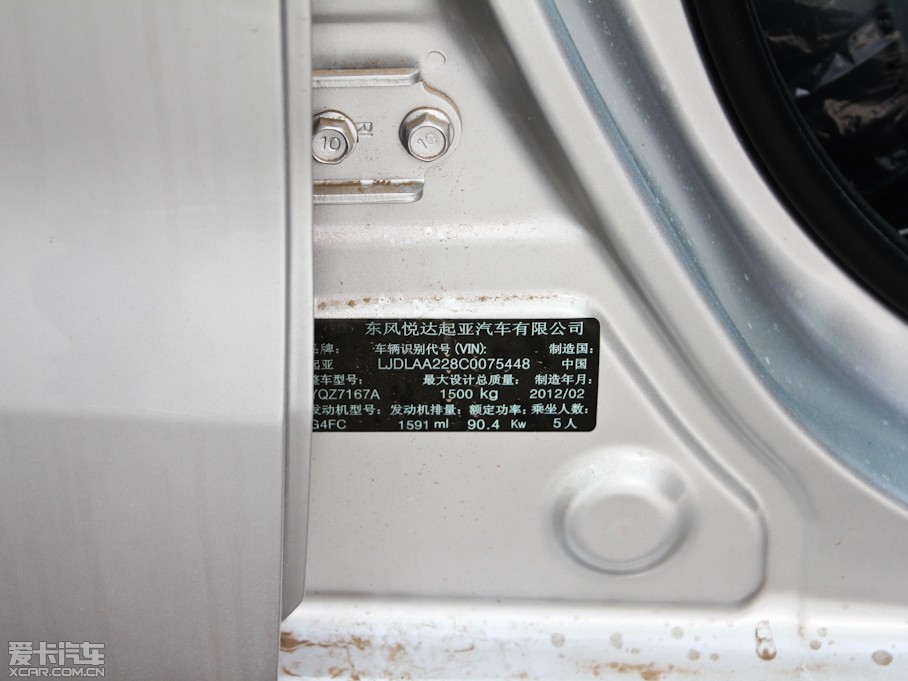 10
R
10
东风悦达起亚汽车有限公司
品牌: 车辆识别代号(VIN): 制造国:
起亚 LJDLAA228C0075448 中国
整车型号: 最大设计总质量: 制造年月:
YQZ7167A 1500 kg 2012/02
发动机型号: 发动机排量: 额定功率: 乘坐人数:
G4FC 1591 ml 90.4 Kw 5人
爱卡汽车
XCAR.COM.CN